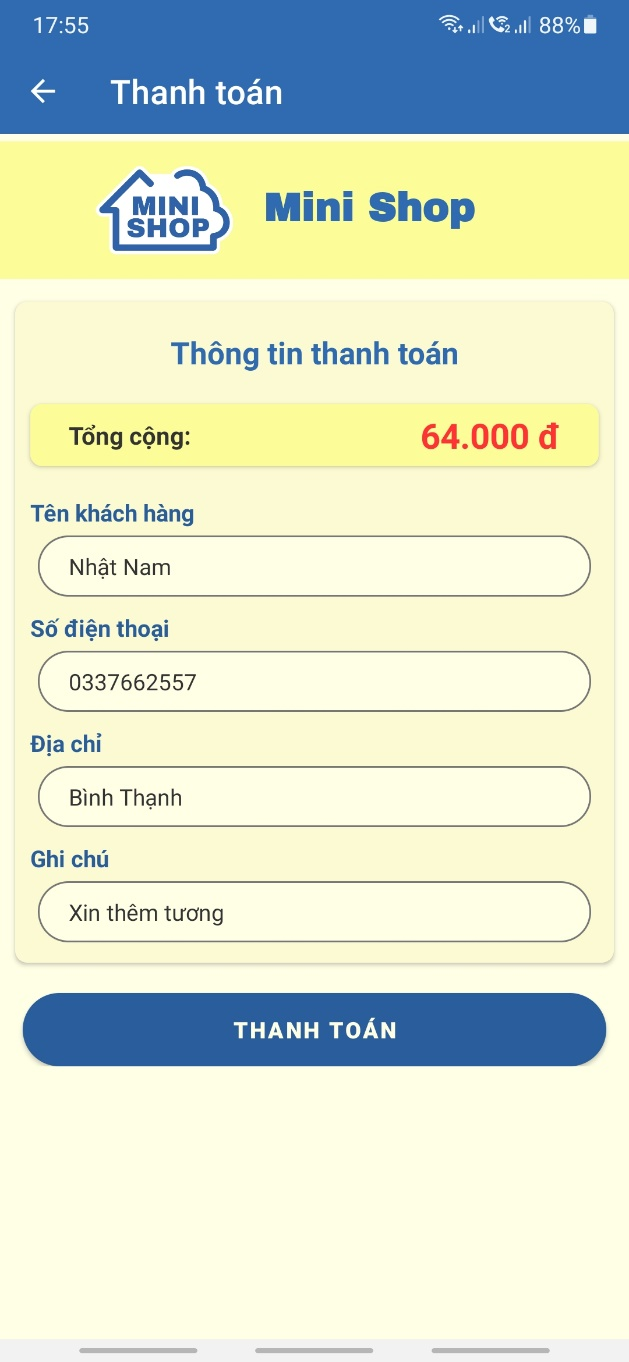 17:55
2
88%
Thanh toán
MINI
SHOP
Mini Shop
Thông tin thanh toán
Tổng cộng: 64.000 đ
Tên khách hàng
Nhật Nam
Số điện thoại
0337662557
Địa chỉ
Bình Thạnh
Ghi chú
Xin thêm tương
THANH TOÁN